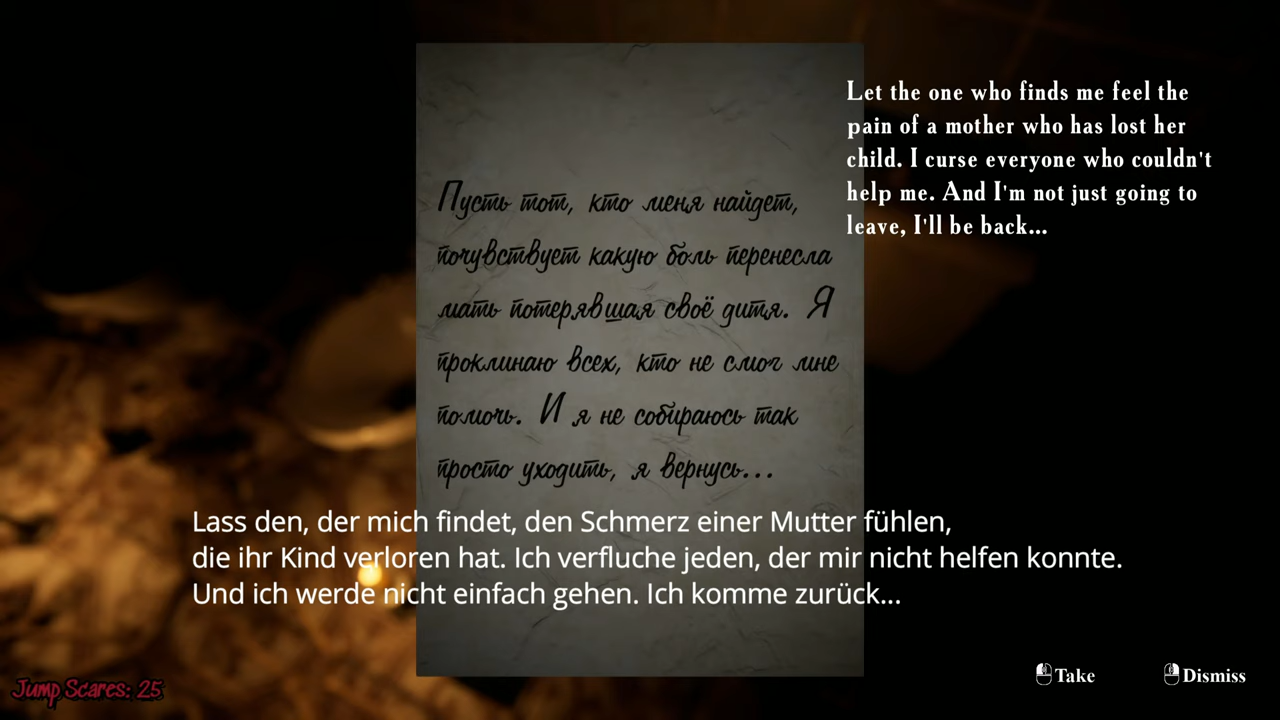 Let the one who finds me feel the
pain of a mother who has lost her
child. I curse everyone who couldn't
help me. And I'm not just going to
leave, I'll be back...
Пусть тот, кто меня найдет,
почувствует какую боль перенесла
мать потерявшая своё дитя. Я
проклинаю всех, кто не смог мне
помочь. И я не собираюсь так
просто уходить, я вернусь...
Lass den, der mich findet, den Schmerz einer Mutter fühlen,
die ihr Kind verloren hat. Ich verfluche jeden, der mir nicht helfen konnte.
Und ich werde nicht einfach gehen. Ich komme zurück...
Jump Scares: 25
Take
Dismiss